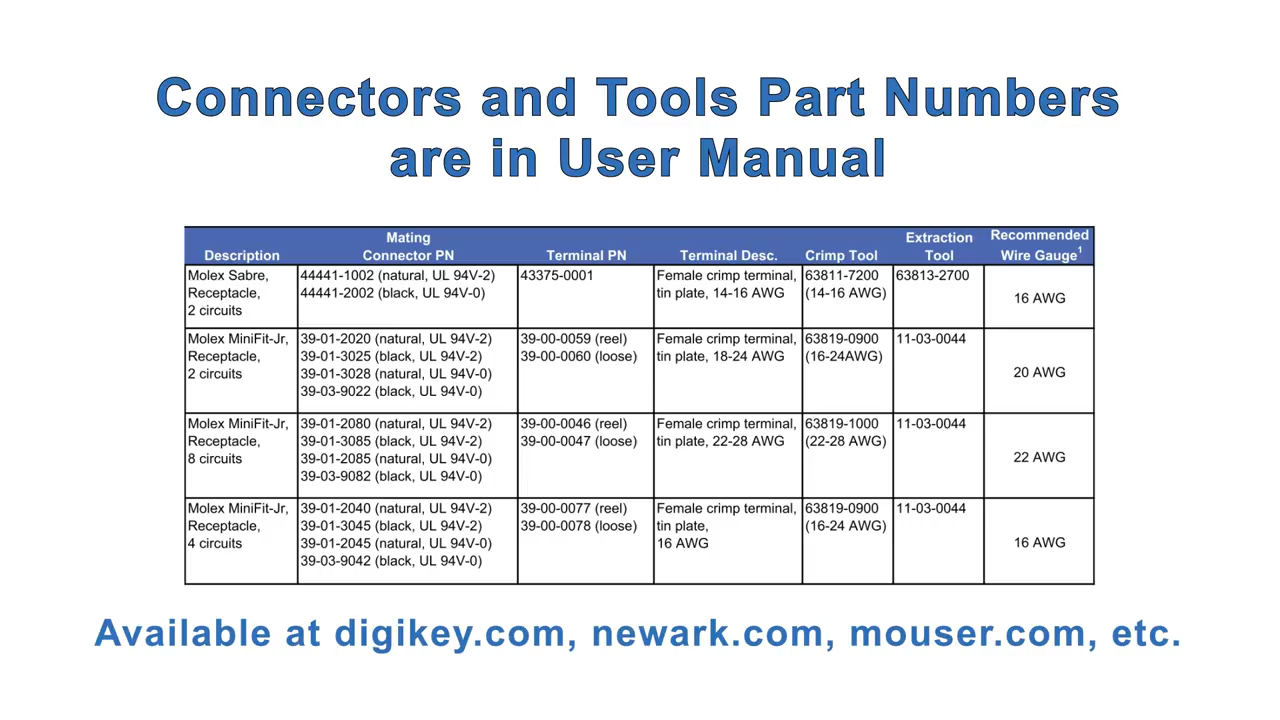 Connectors and Tools Part Numbers
are in User Manual
Description Mating Connector PN Terminal PN Terminal Desc. Crimp Tool Extraction Tool Recommended Wire Gauge1
Molex Sabre, 44441-1002 (natural, UL 94V-2) 43375-0001 Female crimp terminal, 63811-7200 63813-2700
Receptacle, 44441-2002 (black, UL 94V-0) tin plate, 14-16 AWG (14-16 AWG) 16 AWG
2 circuits
Molex MiniFit-Jr, 39-01-2020 (natural, UL 94V-2) 39-00-0059 (reel) Female crimp terminal, 63819-0900 11-03-0044
Receptacle, 39-01-3025 (black, UL 94V-2) 39-00-0060 (loose) tin plate, 18-24 AWG (16-24AWG)
2 circuits 39-01-3028 (natural, UL 94V-0) 20 AWG
39-03-9022 (black, UL 94V-0)
Molex MiniFit-Jr, 39-01-2080 (natural, UL 94V-2) 39-00-0046 (reel) Female crimp terminal, 63819-1000 11-03-0044
Receptacle, 39-01-3085 (black, UL 94V-2) 39-00-0047 (loose) tin plate, 22-28 AWG (22-28 AWG)
8 circuits 39-01-2085 (natural, UL 94V-0) 22 AWG
39-03-9082 (black, UL 94V-0)
Molex MiniFit-Jr, 39-01-2040 (natural, UL 94V-2) 39-00-0077 (reel) Female crimp terminal, 63819-0900 11-03-0044
Receptacle, 39-01-3045 (black, UL 94V-2) 39-00-0078 (loose) tin plate, (16-24 AWG)
4 circuits 39-01-2045 (natural, UL 94V-0) 16 AWG 16 AWG
39-03-9042 (black, UL 94V-0)
Available at digikey.com, newark.com, mouser.com, etc.